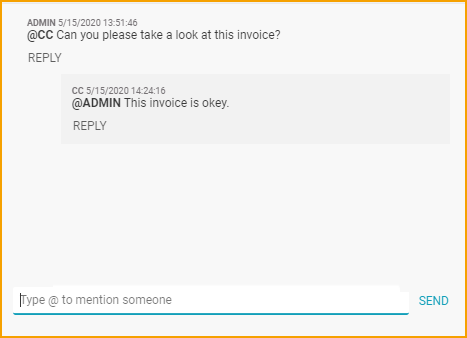 ADMIN 5/15/2020 13:51:46
@CC Can you please take a look at this invoice?
REPLY
CC 5/15/2020 14:24:16
@ADMIN This invoice is okey.
REPLY
Type @ to mention someone
SEND